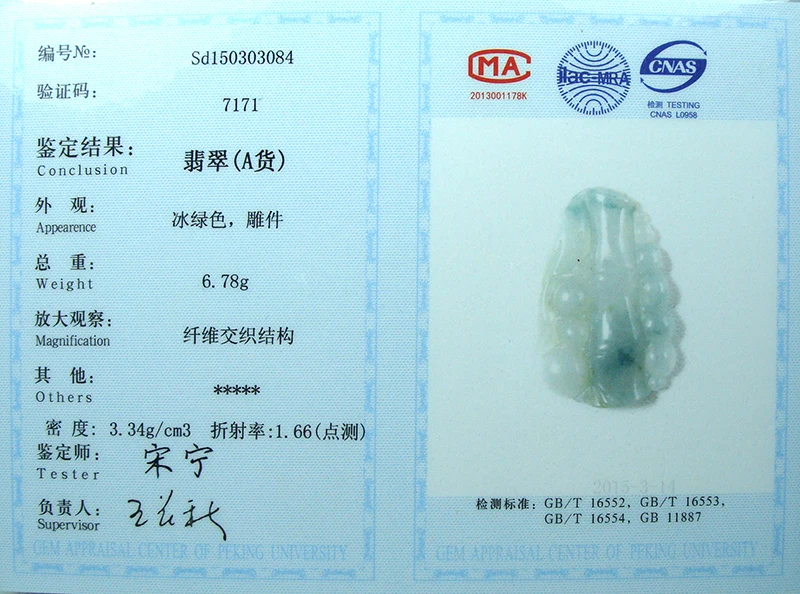 编号№: Sd150303084
验证码: 7171
鉴定结果: 翡翠(A货)
Conclusion
外 观: 冰绿色, 雕件
Appearence
总 重: 6.78g
Weight
放大观察: 纤维交织结构
Magnification
其 他: *****
Others
密 度: 3.34g/cm3 折射率:1.66(点测)
鉴定师: 宋宁
Tester
负责人:
Supervisor
GEM APPRAISAL CENTER OF PEKING UNIVERSITY
MA
2013001178K
ilac-MRA
CNAS
检测 TESTING
CNAS L0958
2015-3-14
检测标准: GB/T 16552, GB/T 16553,
GB/T 16554, GB 11887
GEM APPRAISAL CENTER OF PEKING UNIVERSITY